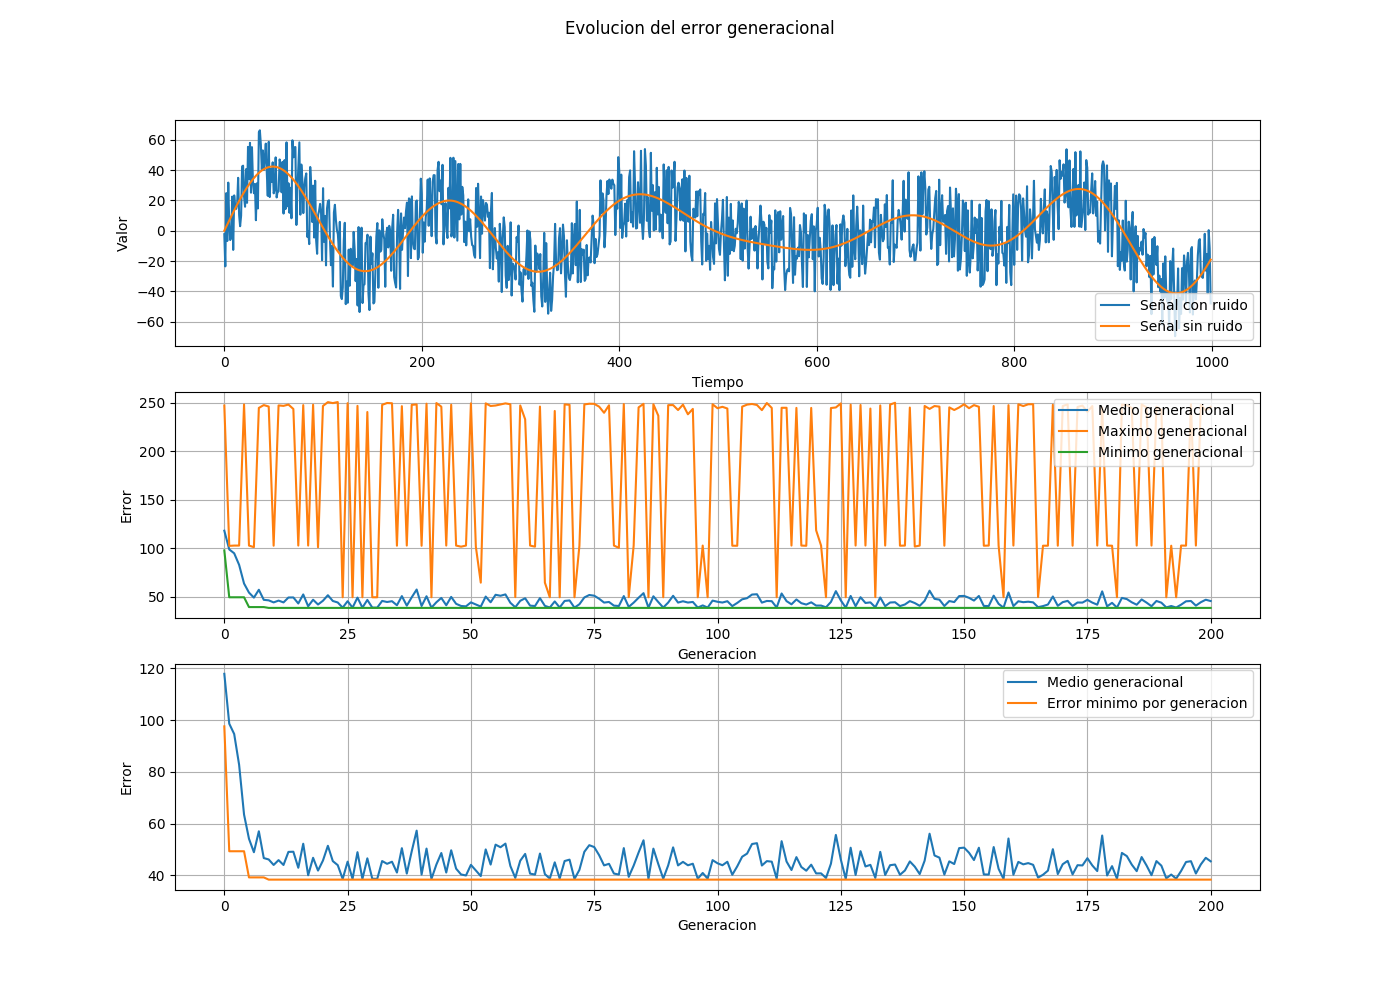 Evolucion del error generacional
60
40
20
0
−20
−40
−60
Valor
Señal con ruido
Señal sin ruido
0
200
400
600
800
1000
Tiempo
250
200
150
100
50
Error
Medio generacional
Maximo generacional
Minimo generacional
0
25
50
75
100
125
150
175
200
Generacion
120
100
80
60
40
Error
Medio generacional
Error minimo por generacion
0
25
50
75
100
125
150
175
200
Generacion